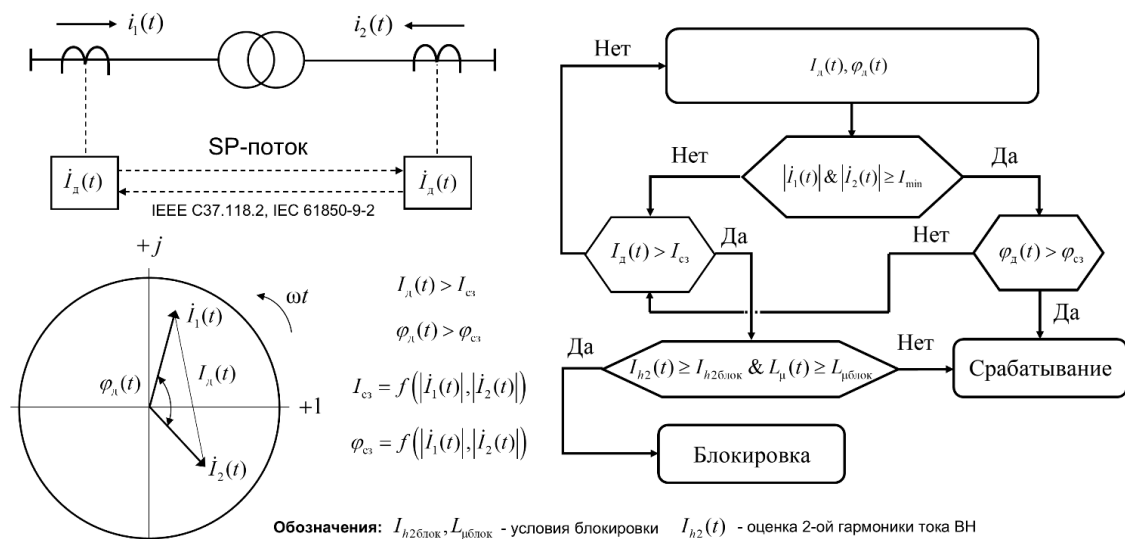 i₁(t)
i₂(t)
SP-поток
İ_д(t)
İ_д(t)
IEEE C37.118.2, IEC 61850-9-2
+j
ωt
İ₁(t)
I_д(t)
φ_д(t)
+1
İ₂(t)
I_д(t) > I_сз
φ_д(t) > φ_сз
I_сз = f(|İ₁(t)|,|İ₂(t)|)
φ_сз = f(|İ₁(t)|,|İ₂(t)|)
Нет
I_д(t),φ_д(t)
Нет
Да
|İ₁(t)| & |İ₂(t)| ≥ I_min
I_д(t) > I_сз
Да
Нет
φ_д(t) > φ_сз
Да
Да
I_h2(t) ≥ I_h2блок & L_μ(t) ≥ L_μблок
Нет
Срабатывание
Блокировка
Обозначения: I_h2блок, L_μблок - условия блокировки I_h2(t) - оценка 2-ой гармоники тока ВН